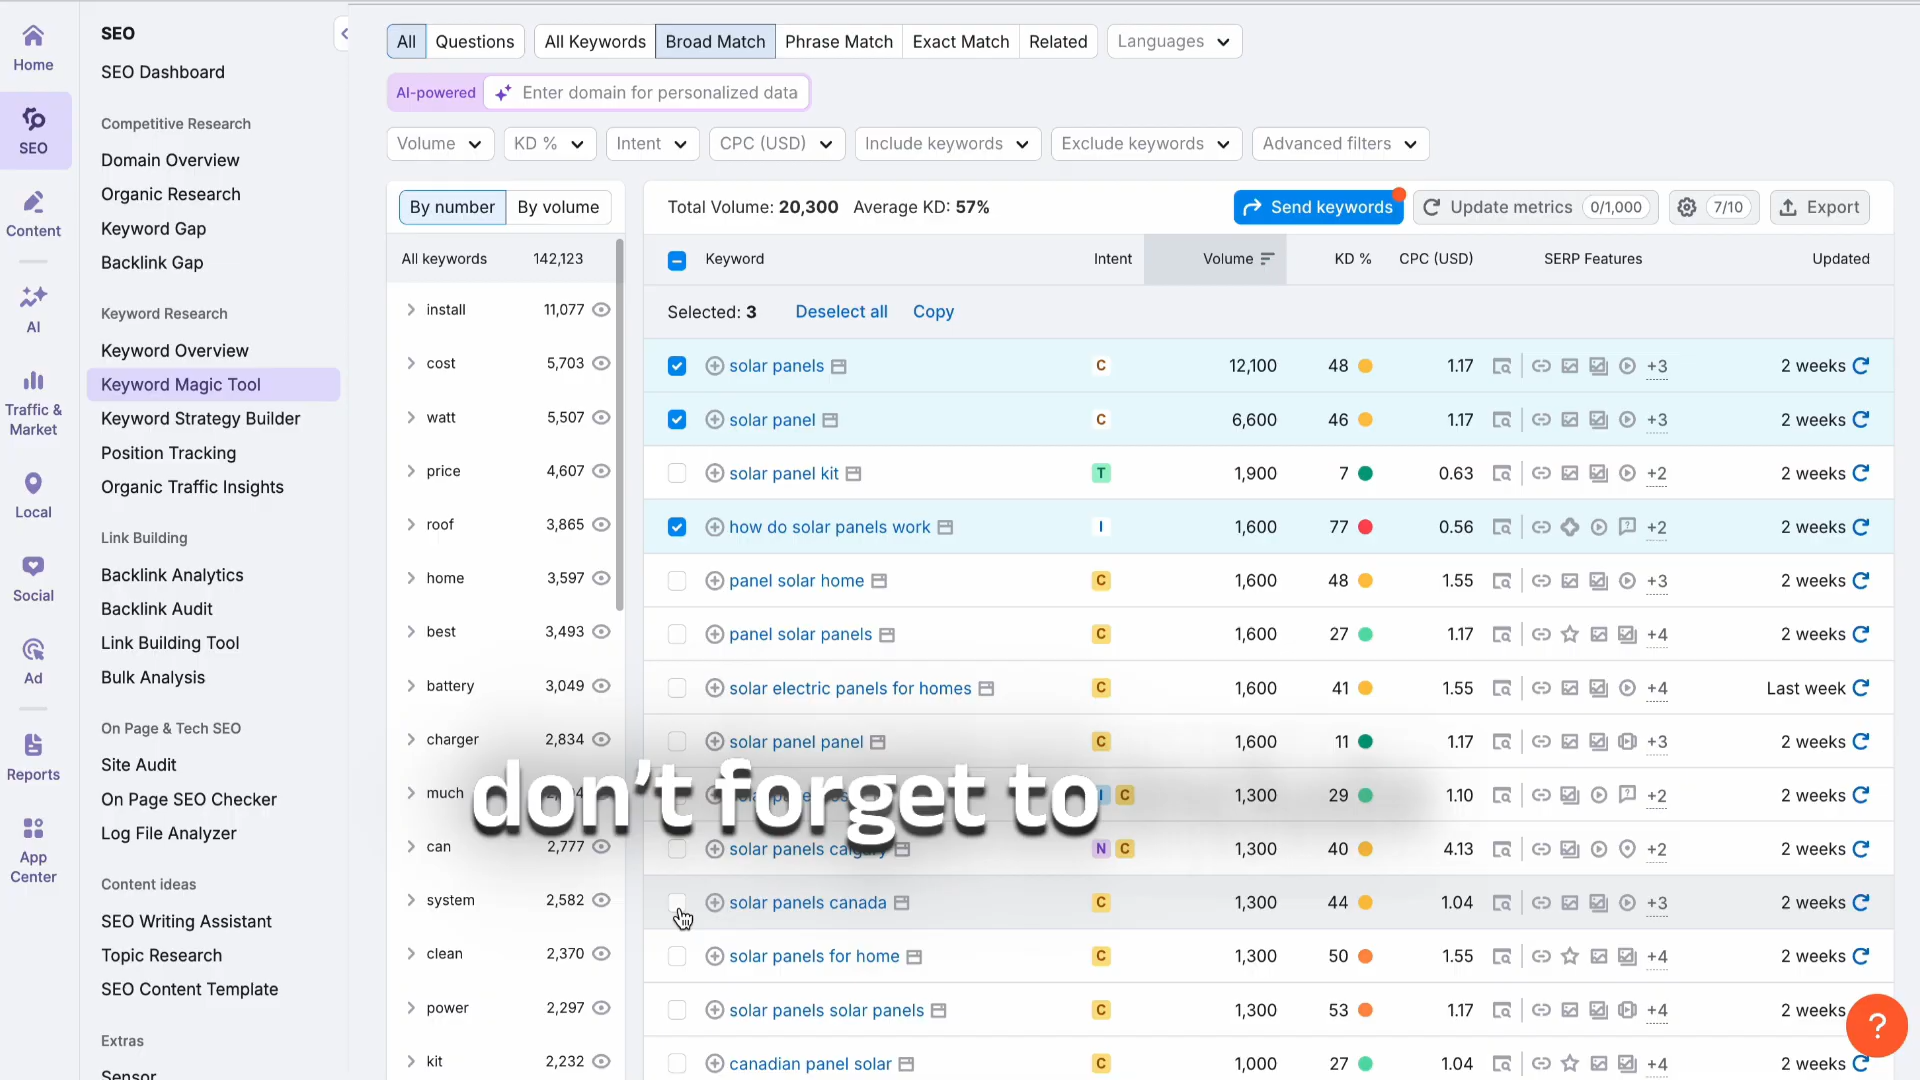 Home
SEO
Content
AI
Traffic &
Market
Local
Social
Ad
Reports
App
Center
SEO
SEO Dashboard
Competitive Research
Domain Overview
Organic Research
Keyword Gap
Backlink Gap
Keyword Research
Keyword Overview
Keyword Magic Tool
Keyword Strategy Builder
Position Tracking
Organic Traffic Insights
Link Building
Backlink Analytics
Backlink Audit
Link Building Tool
Bulk Analysis
On Page & Tech SEO
Site Audit
On Page SEO Checker
Log File Analyzer
Content ideas
SEO Writing Assistant
Topic Research
SEO Content Template
Extras
Sensor
All Questions All Keywords Broad Match Phrase Match Exact Match Related Languages
AI-powered Enter domain for personalized data
Volume KD % Intent CPC (USD) Include keywords Exclude keywords Advanced filters
By number By volume
All keywords 142,123
install 11,077
cost 5,703
watt 5,507
price 4,607
roof 3,865
home 3,597
best 3,493
battery 3,049
charger 2,834
much
can 2,777
system 2,582
clean 2,370
power 2,297
kit 2,232
Total Volume: 20,300 Average KD: 57% Send keywords Update metrics 0/1,000 7/10 Export
Keyword Intent Volume KD % CPC (USD) SERP Features Updated
Selected: 3 Deselect all Copy
solar panels C 12,100 48 1.17 +3 2 weeks
solar panel C 6,600 46 1.17 +3 2 weeks
solar panel kit T 1,900 7 0.63 +2 2 weeks
how do solar panels work I 1,600 77 0.56 +2 2 weeks
panel solar home C 1,600 48 1.55 +3 2 weeks
panel solar panels C 1,600 27 1.17 +4 2 weeks
solar electric panels for homes C 1,600 41 1.55 +4 Last week
solar panel panel C 1,600 11 1.17 +3 2 weeks
I C 1,300 29 1.10 +2 2 weeks
solar panels calgary N C 1,300 40 4.13 +2 2 weeks
solar panels canada C 1,300 44 1.04 +3 2 weeks
solar panels for home C 1,300 50 1.55 +4 2 weeks
solar panels solar panels C 1,300 53 1.17 +4 2 weeks
canadian panel solar C 1,000 27 1.04 +4 2 weeks
don't forget to
?